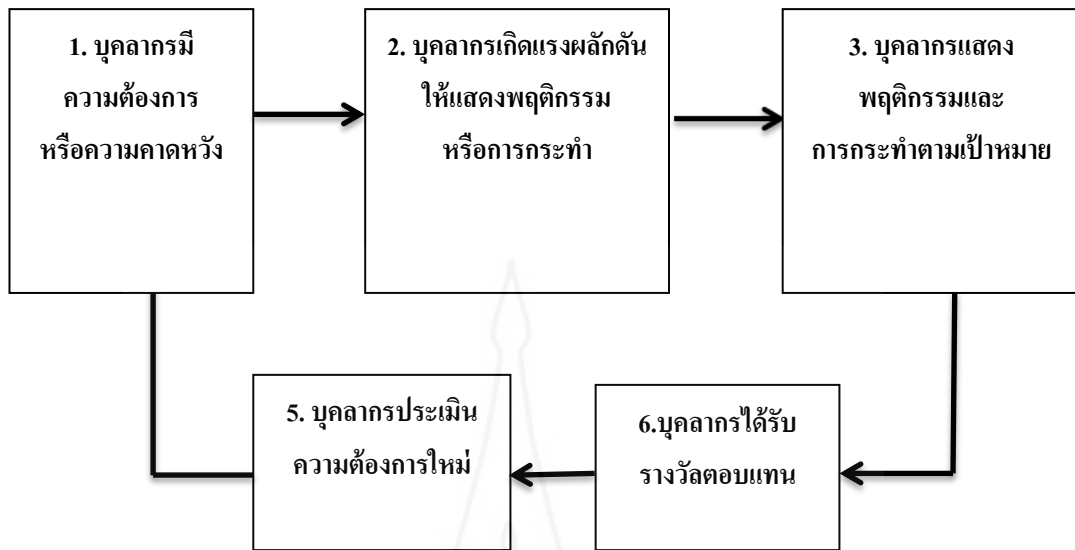 1. บุคลากรมี
ความต้องการ
หรือความคาดหวัง
2. บุคลากรเกิดแรงผลักดัน
ให้แสดงพฤติกรรม
หรือการกระทำ
3. บุคลากรแสดง
พฤติกรรมและ
การกระทำตามเป้าหมาย
5. บุคลากรประเมิน
ความต้องการใหม่
6.บุคลากรได้รับ
รางวัลตอบแทน